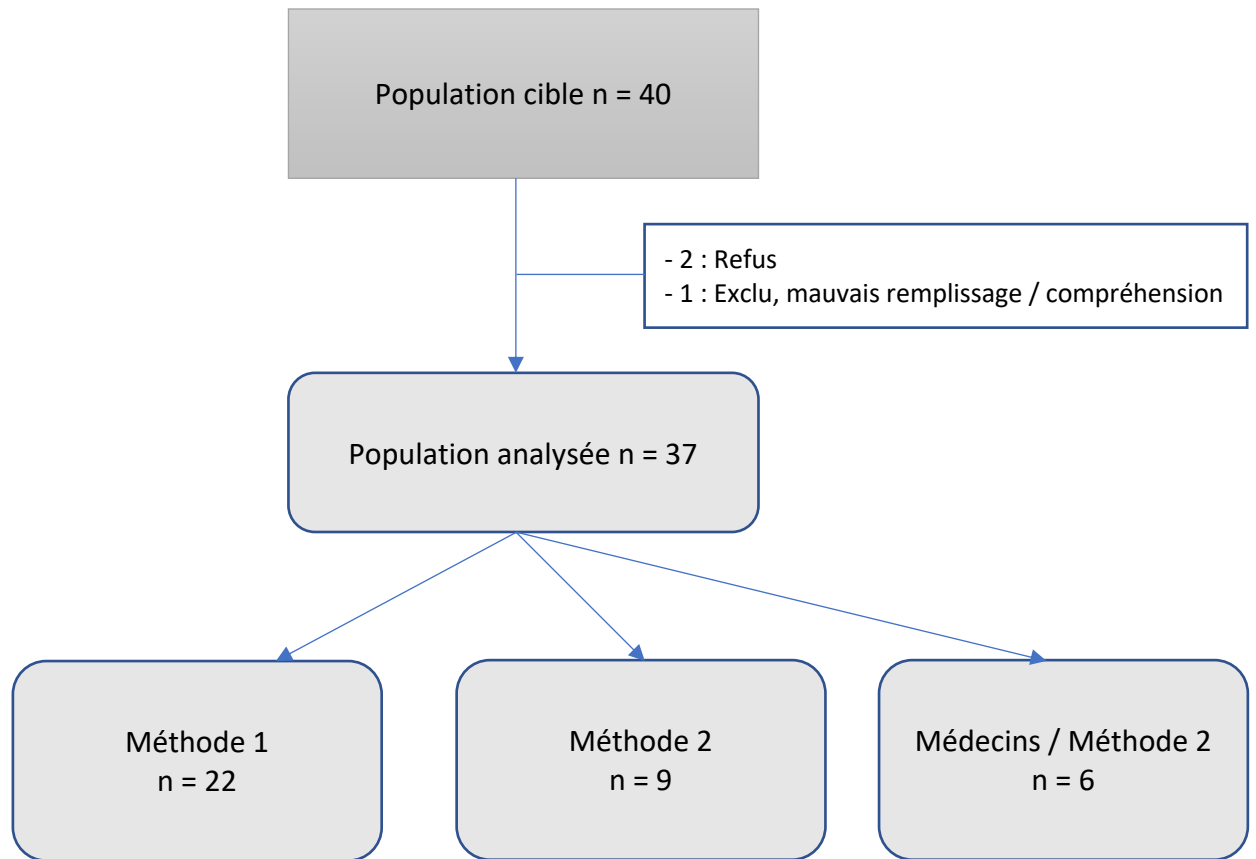 Population cible n = 40
- 2 : Refus
- 1 : Exclu, mauvais remplissage / compréhension
Population analysée n = 37
Méthode 1
n = 22
Méthode 2
n = 9
Médecins / Méthode 2
n = 6